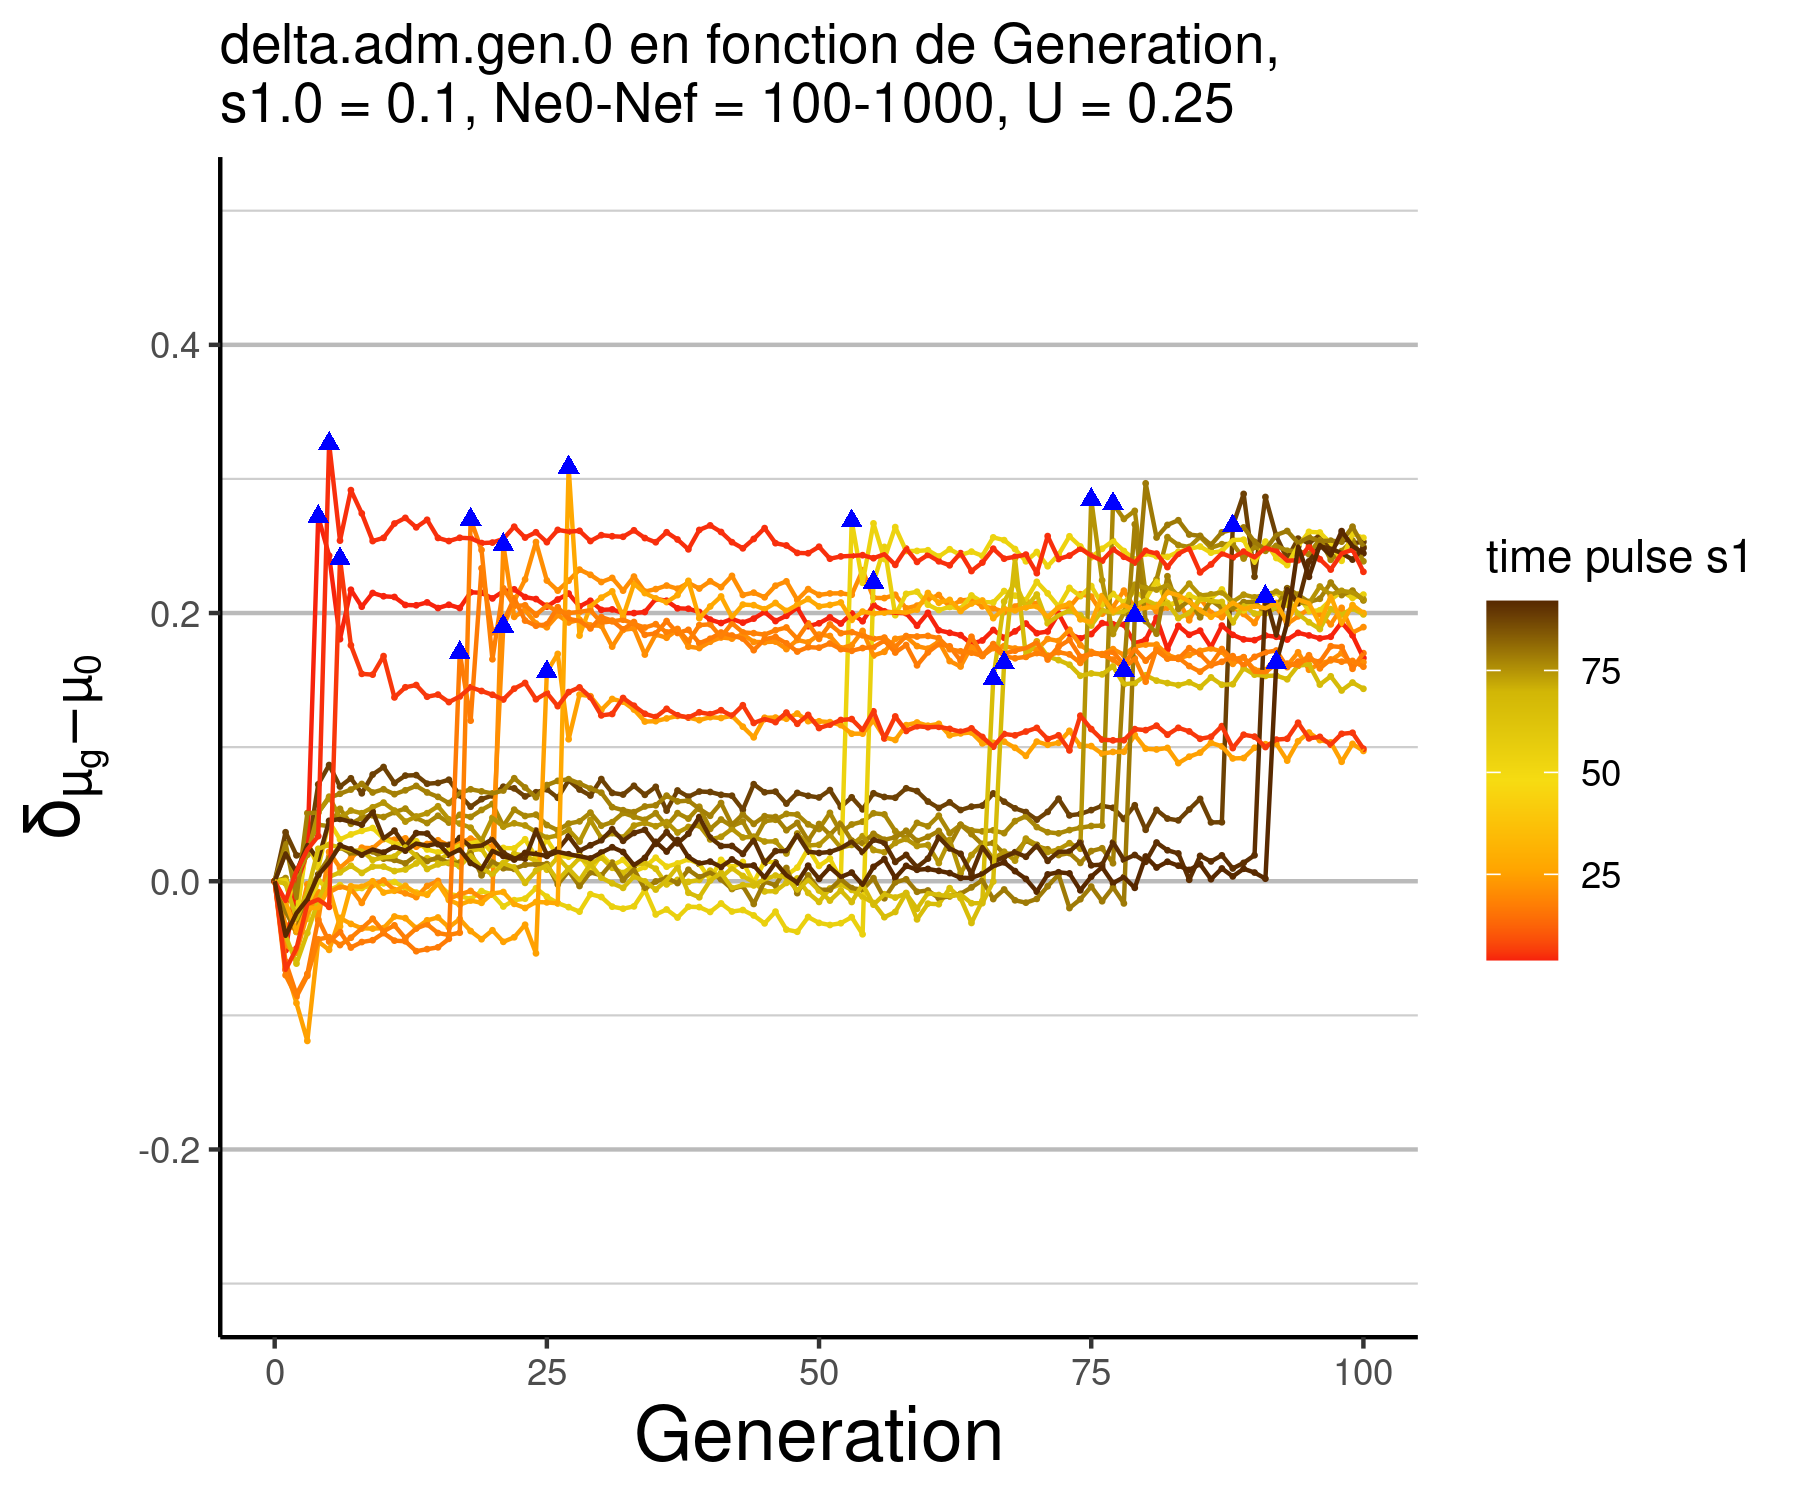 delta.adm.gen.0 en fonction de Generation,
s1.0 = 0.1, Ne0-Nef = 100-1000, U = 0.25
δμg−μ0
0.4
0.2
0.0
-0.2
0 25 50 75 100
Generation
time pulse s1
75
50
25